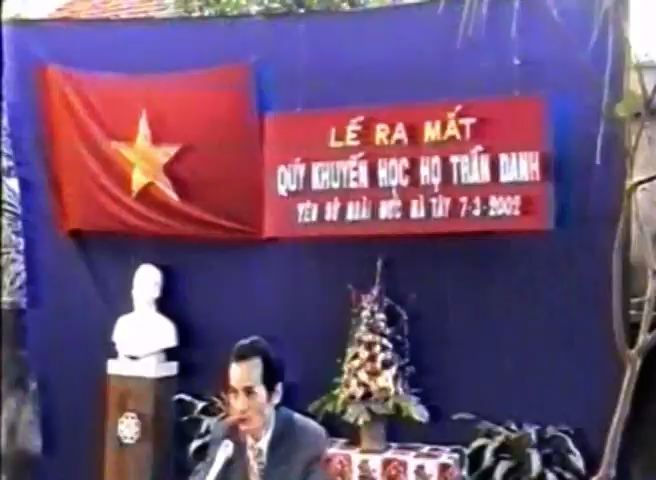 LỄ RA MẮT
QUỸ KHUYẾN HỌC HỌ TRẦN DANH
YÊN SỞ HOÀI ĐỨC HÀ TÂY 7-3-2002